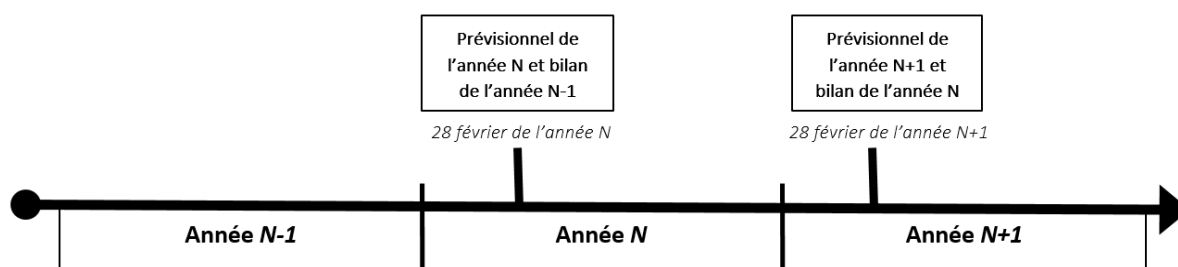 Prévisionnel de
l'année N et bilan
de l'année N-1
Prévisionnel de
l'année N+1 et
bilan de l'année N
28 février de l'année N
28 février de l'année N+1
Année N-1
Année N
Année N+1